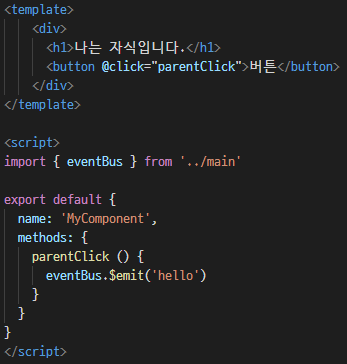 <template>
    <div>
      <h1>나는 자식입니다.</h1>
      <button @click="parentClick">버튼</button>
    </div>
</template>

<script>
import { eventBus } from '../main'

export default {
  name: 'MyComponent',
  methods: {
    parentClick () {
      eventBus.$emit('hello')
    }
  }
}
</script>